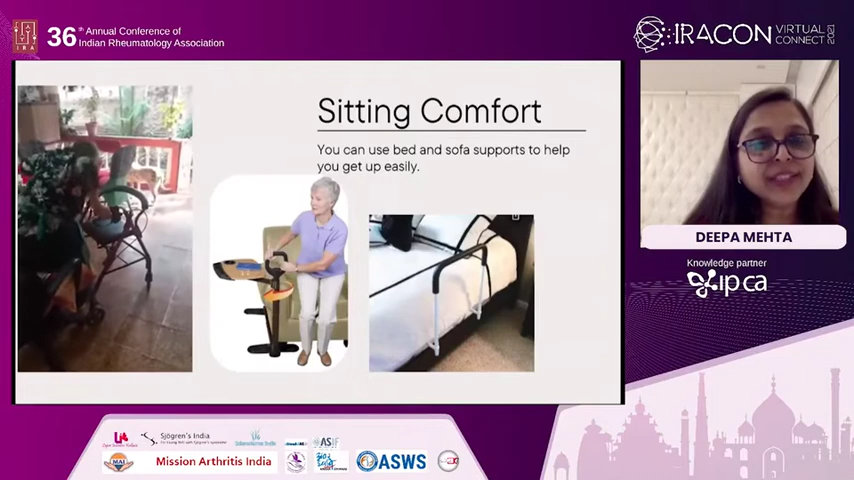 36th Annual Conference of
Indian Rheumatology Association
IRA
IRACON VIRTUAL
CONNECT 2021
Sitting Comfort
You can use bed and sofa supports to help
you get up easily.
DEEPA MEHTA
Knowledge partner
ipca
Sjögren's India
ASIF
MAI
Mission Arthritis India
ASWS